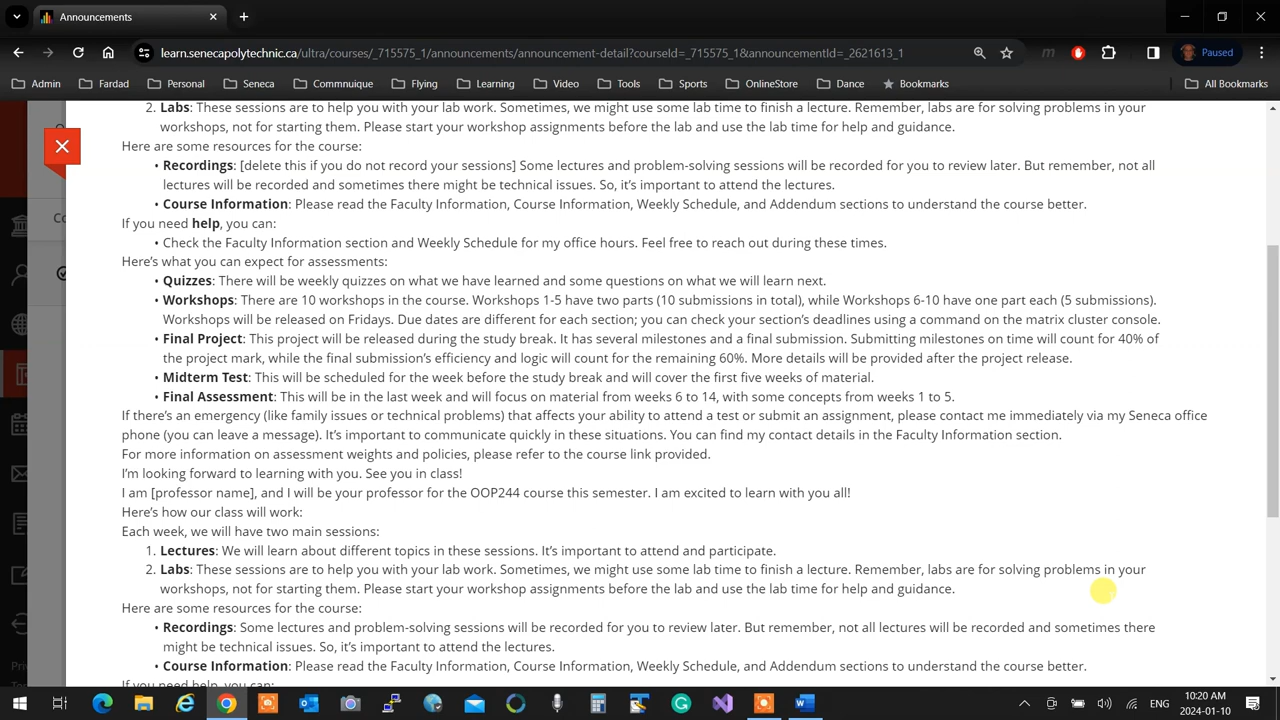 Announcements
learn.senecapolytechnic.ca/ultra/courses/_715575_1/announcements/announcement-detail?courseId=_715575_1&announcementId=_2621613_1
Paused
Admin Fardad Personal Seneca Commnuique Flying Learning Video Tools Sports OnlineStore Dance Bookmarks All Bookmarks
2. Labs: These sessions are to help you with your lab work. Sometimes, we might use some lab time to finish a lecture. Remember, labs are for solving problems in your
workshops, not for starting them. Please start your workshop assignments before the lab and use the lab time for help and guidance.
Here are some resources for the course:
• Recordings: [delete this if you do not record your sessions] Some lectures and problem-solving sessions will be recorded for you to review later. But remember, not all
lectures will be recorded and sometimes there might be technical issues. So, it's important to attend the lectures.
• Course Information: Please read the Faculty Information, Course Information, Weekly Schedule, and Addendum sections to understand the course better.
If you need help, you can:
• Check the Faculty Information section and Weekly Schedule for my office hours. Feel free to reach out during these times.
Here's what you can expect for assessments:
• Quizzes: There will be weekly quizzes on what we have learned and some questions on what we will learn next.
• Workshops: There are 10 workshops in the course. Workshops 1-5 have two parts (10 submissions in total), while Workshops 6-10 have one part each (5 submissions).
Workshops will be released on Fridays. Due dates are different for each section; you can check your section's deadlines using a command on the matrix cluster console.
• Final Project: This project will be released during the study break. It has several milestones and a final submission. Submitting milestones on time will count for 40% of
the project mark, while the final submission's efficiency and logic will count for the remaining 60%. More details will be provided after the project release.
• Midterm Test: This will be scheduled for the week before the study break and will cover the first five weeks of material.
• Final Assessment: This will be in the last week and will focus on material from weeks 6 to 14, with some concepts from weeks 1 to 5.
If there's an emergency (like family issues or technical problems) that affects your ability to attend a test or submit an assignment, please contact me immediately via my Seneca office
phone (you can leave a message). It's important to communicate quickly in these situations. You can find my contact details in the Faculty Information section.
For more information on assessment weights and policies, please refer to the course link provided.
I'm looking forward to learning with you. See you in class!
I am [professor name], and I will be your professor for the OOP244 course this semester. I am excited to learn with you all!
Here's how our class will work:
Each week, we will have two main sessions:
1. Lectures: We will learn about different topics in these sessions. It's important to attend and participate.
2. Labs: These sessions are to help you with your lab work. Sometimes, we might use some lab time to finish a lecture. Remember, labs are for solving problems in your
workshops, not for starting them. Please start your workshop assignments before the lab and use the lab time for help and guidance.
Here are some resources for the course:
• Recordings: Some lectures and problem-solving sessions will be recorded for you to review later. But remember, not all lectures will be recorded and sometimes there
might be technical issues. So, it's important to attend the lectures.
• Course Information: Please read the Faculty Information, Course Information, Weekly Schedule, and Addendum sections to understand the course better.
If you need help, you can:
ENG
10:20 AM
2024-01-10